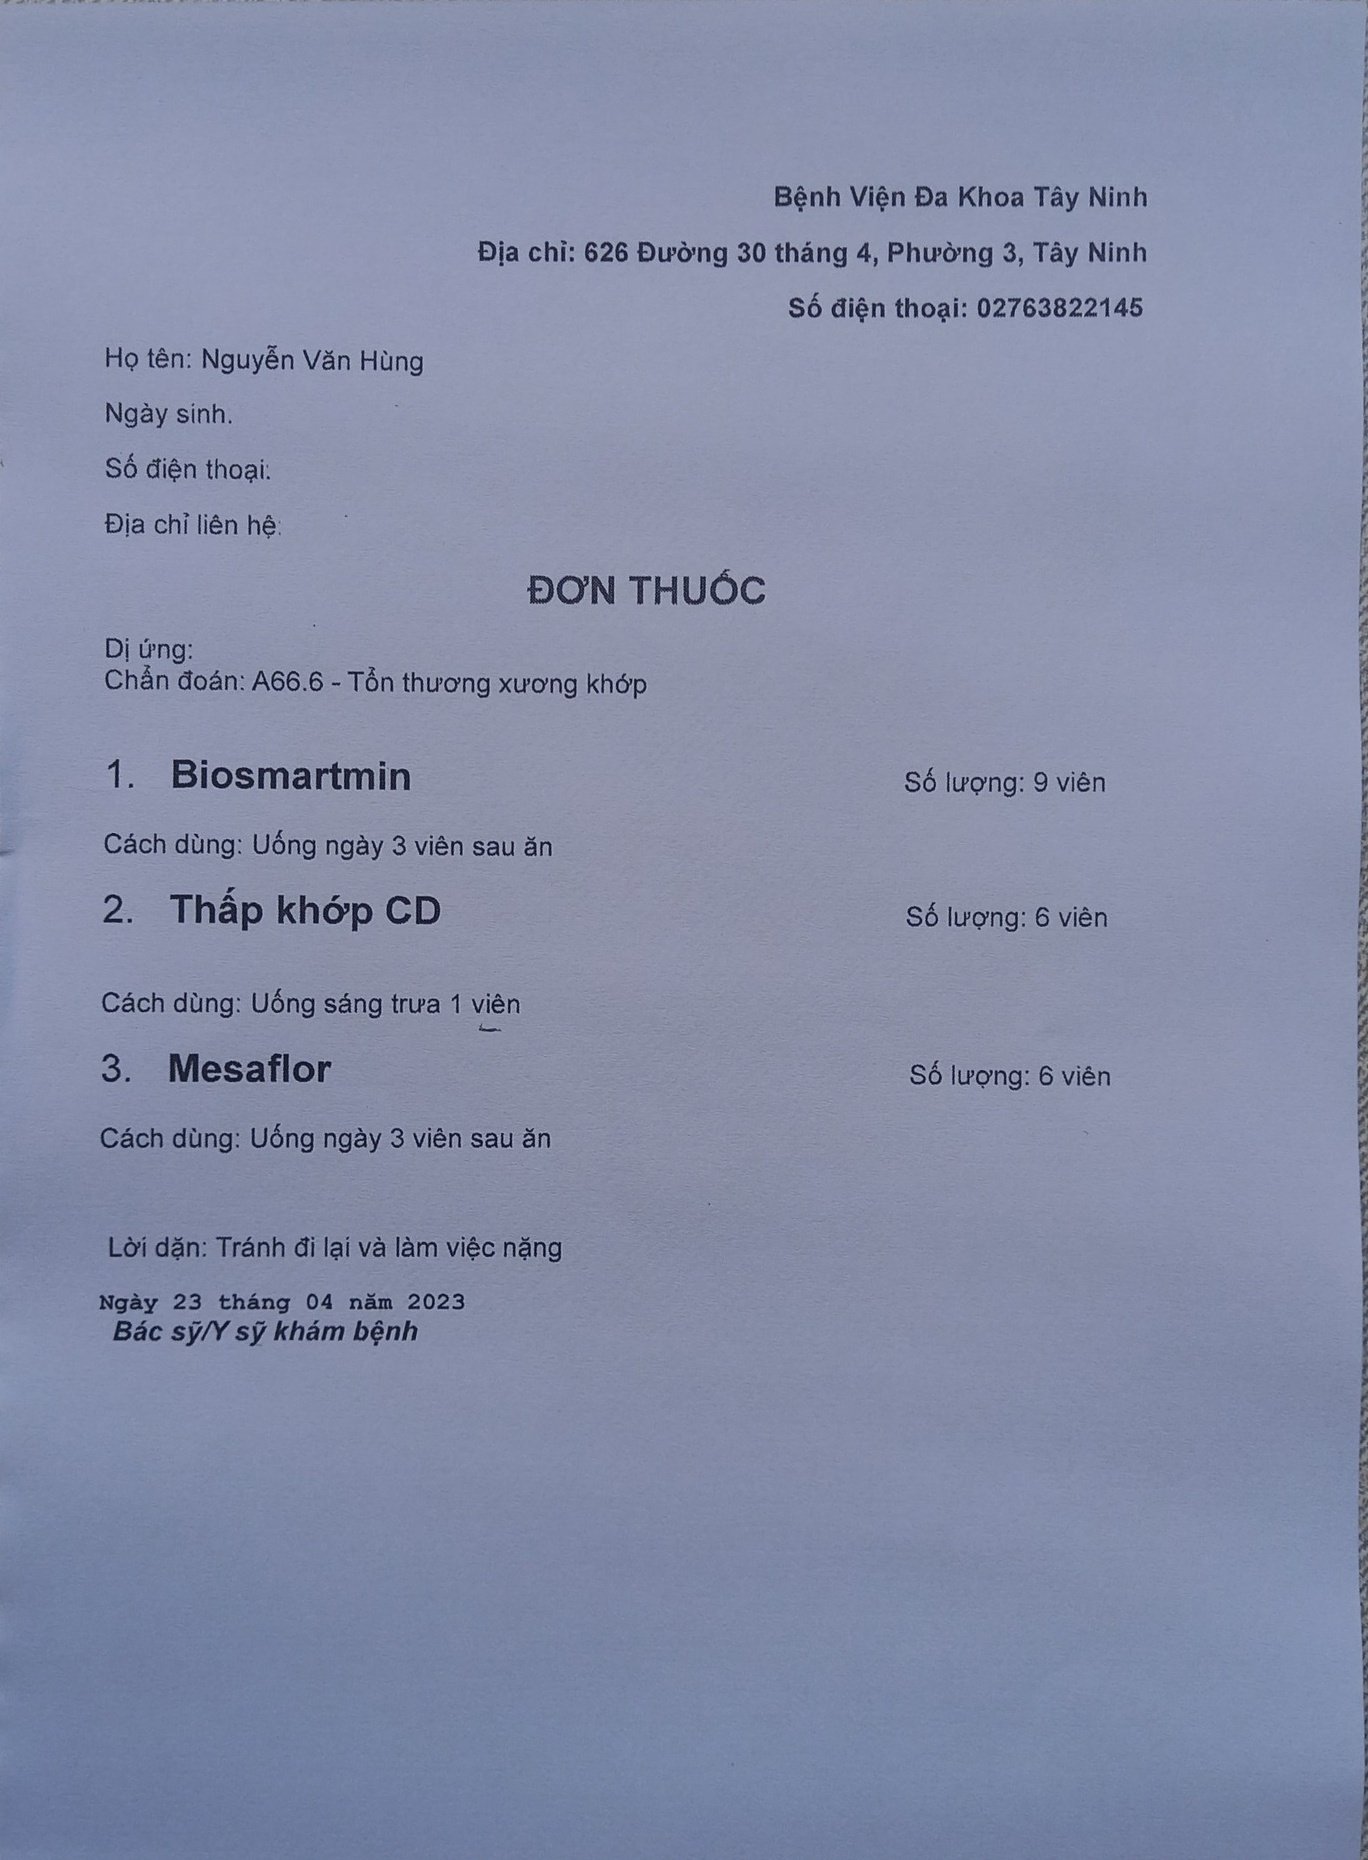 Bệnh Viện Đa Khoa Tây Ninh
Địa chỉ: 626 Đường 30 tháng 4, Phường 3, Tây Ninh
Số điện thoại: 02763822145
Họ tên: Nguyễn Văn Hùng
Ngày sinh.
Số điện thoại:
Địa chỉ liên hệ:
ĐƠN THUỐC
Dị ứng:
Chẩn đoán: A66.6 - Tổn thương xương khớp
1. Biosmartmin Số lượng: 9 viên
Cách dùng: Uống ngày 3 viên sau ăn
2. Thấp khớp CD Số lượng: 6 viên
Cách dùng: Uống sáng trưa 1 viên
3. Mesaflor Số lượng: 6 viên
Cách dùng: Uống ngày 3 viên sau ăn
Lời dặn: Tránh đi lại và làm việc nặng
Ngày 23 tháng 04 năm 2023
Bác sỹ/Y sỹ khám bệnh